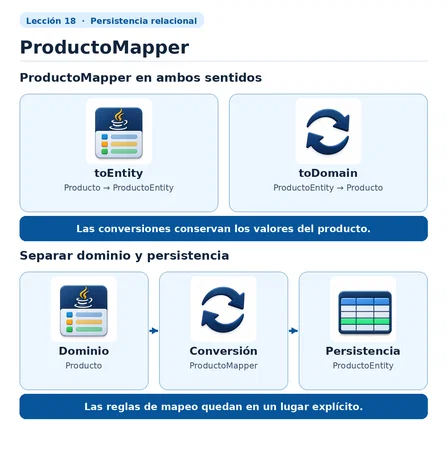 Lección 18 · Persistencia relacional
ProductoMapper
ProductoMapper en ambos sentidos
toEntity
Producto → ProductoEntity
toDomain
ProductoEntity → Producto
Las conversiones conservan los valores del producto.
Separar dominio y persistencia
Dominio
Producto
Conversión
ProductoMapper
Persistencia
ProductoEntity
Las reglas de mapeo quedan en un lugar explícito.